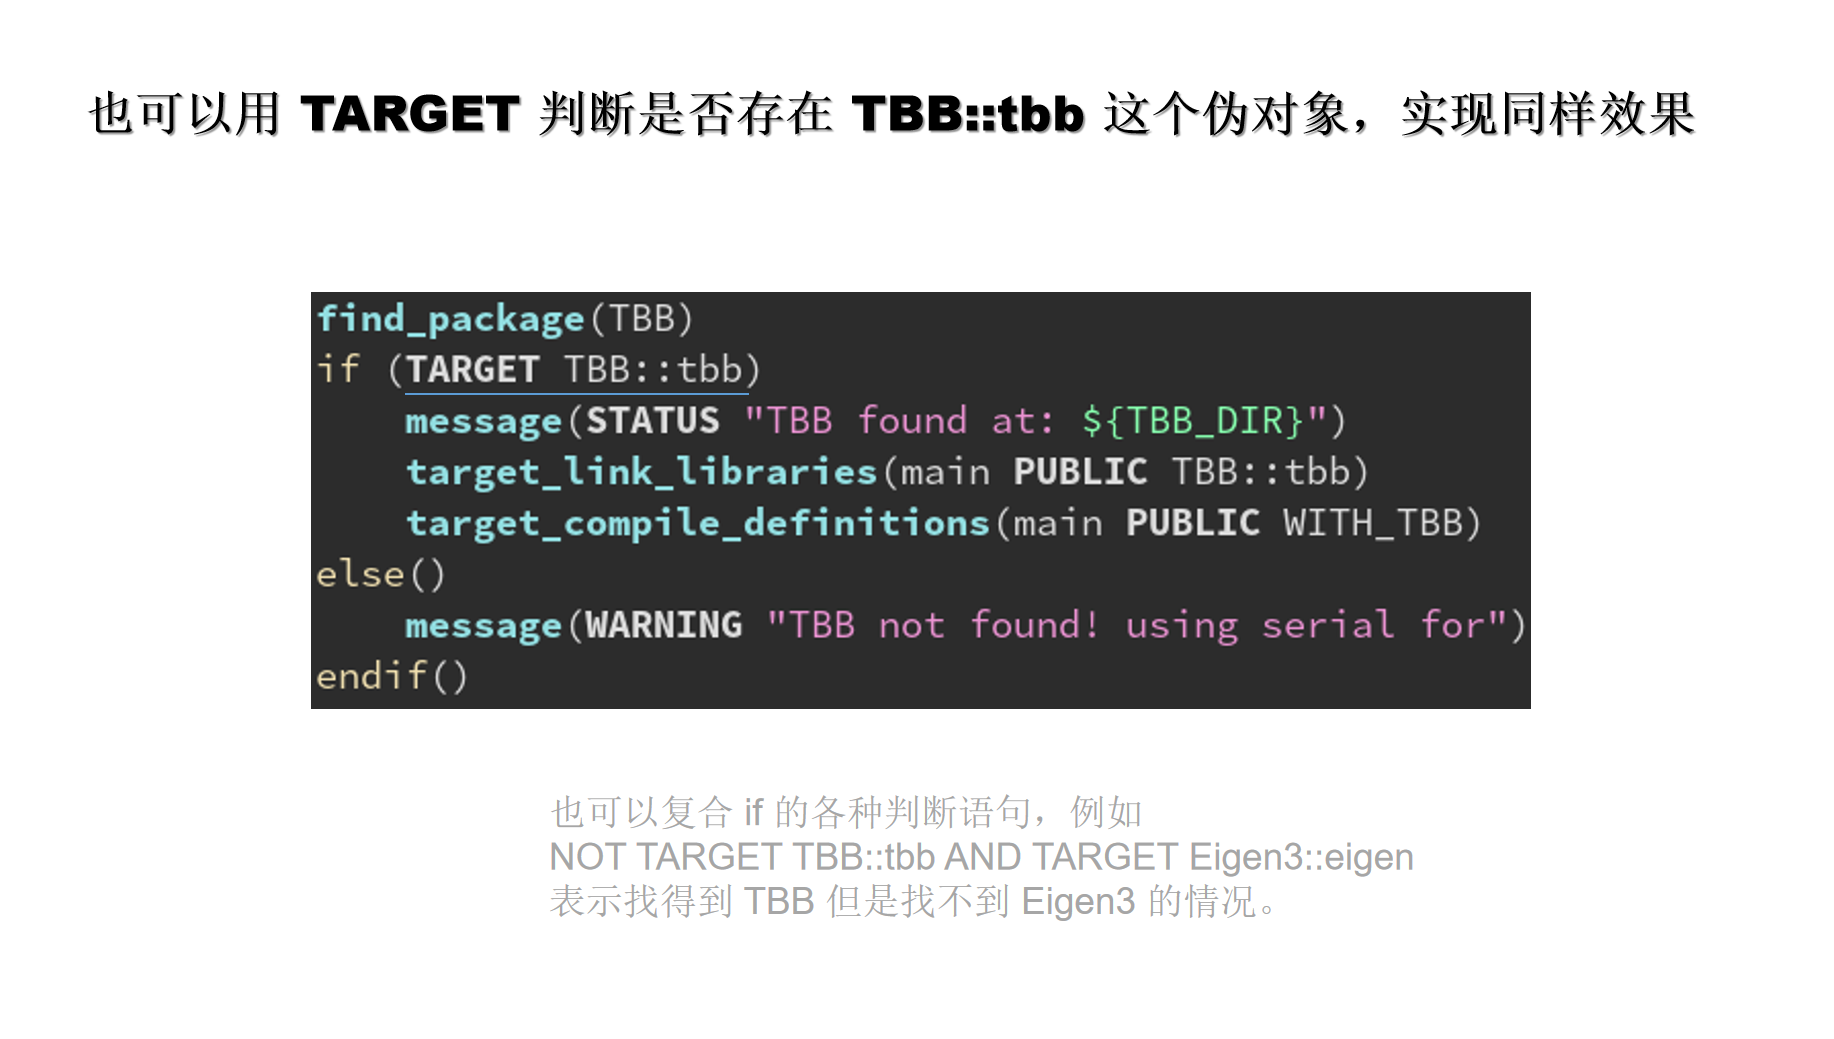 也可以用 TARGET 判断是否存在 TBB::tbb 这个伪对象，实现同样效果
find_package(TBB)
if (TARGET TBB::tbb)
    message(STATUS "TBB found at: ${TBB_DIR}")
    target_link_libraries(main PUBLIC TBB::tbb)
    target_compile_definitions(main PUBLIC WITH_TBB)
else()
    message(WARNING "TBB not found! using serial for")
endif()
也可以复合 if 的各种判断语句，例如
NOT TARGET TBB::tbb AND TARGET Eigen3::eigen
表示找得到 TBB 但是找不到 Eigen3 的情况。